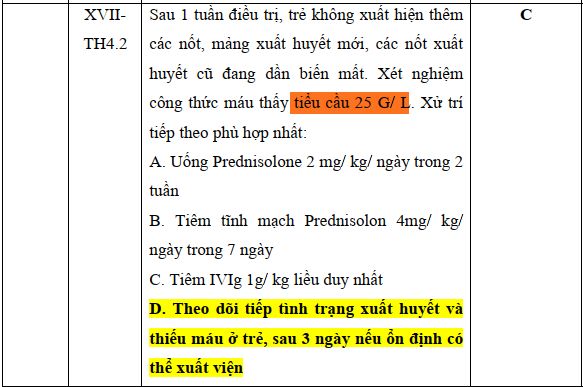 XVII-
TH4.2
Sau 1 tuần điều trị, trẻ không xuất hiện thêm
các nốt, mảng xuất huyết mới, các nốt xuất
huyết cũ đang dần biến mất. Xét nghiệm
công thức máu thấy tiểu cầu 25 G/ L. Xử trí
tiếp theo phù hợp nhất:
A. Uống Prednisolone 2 mg/ kg/ ngày trong 2
tuần
B. Tiêm tĩnh mạch Prednisolon 4mg/ kg/
ngày trong 7 ngày
C. Tiêm IVIg 1g/ kg liều duy nhất
D. Theo dõi tiếp tình trạng xuất huyết và
thiếu máu ở trẻ, sau 3 ngày nếu ổn định có
thể xuất viện
C